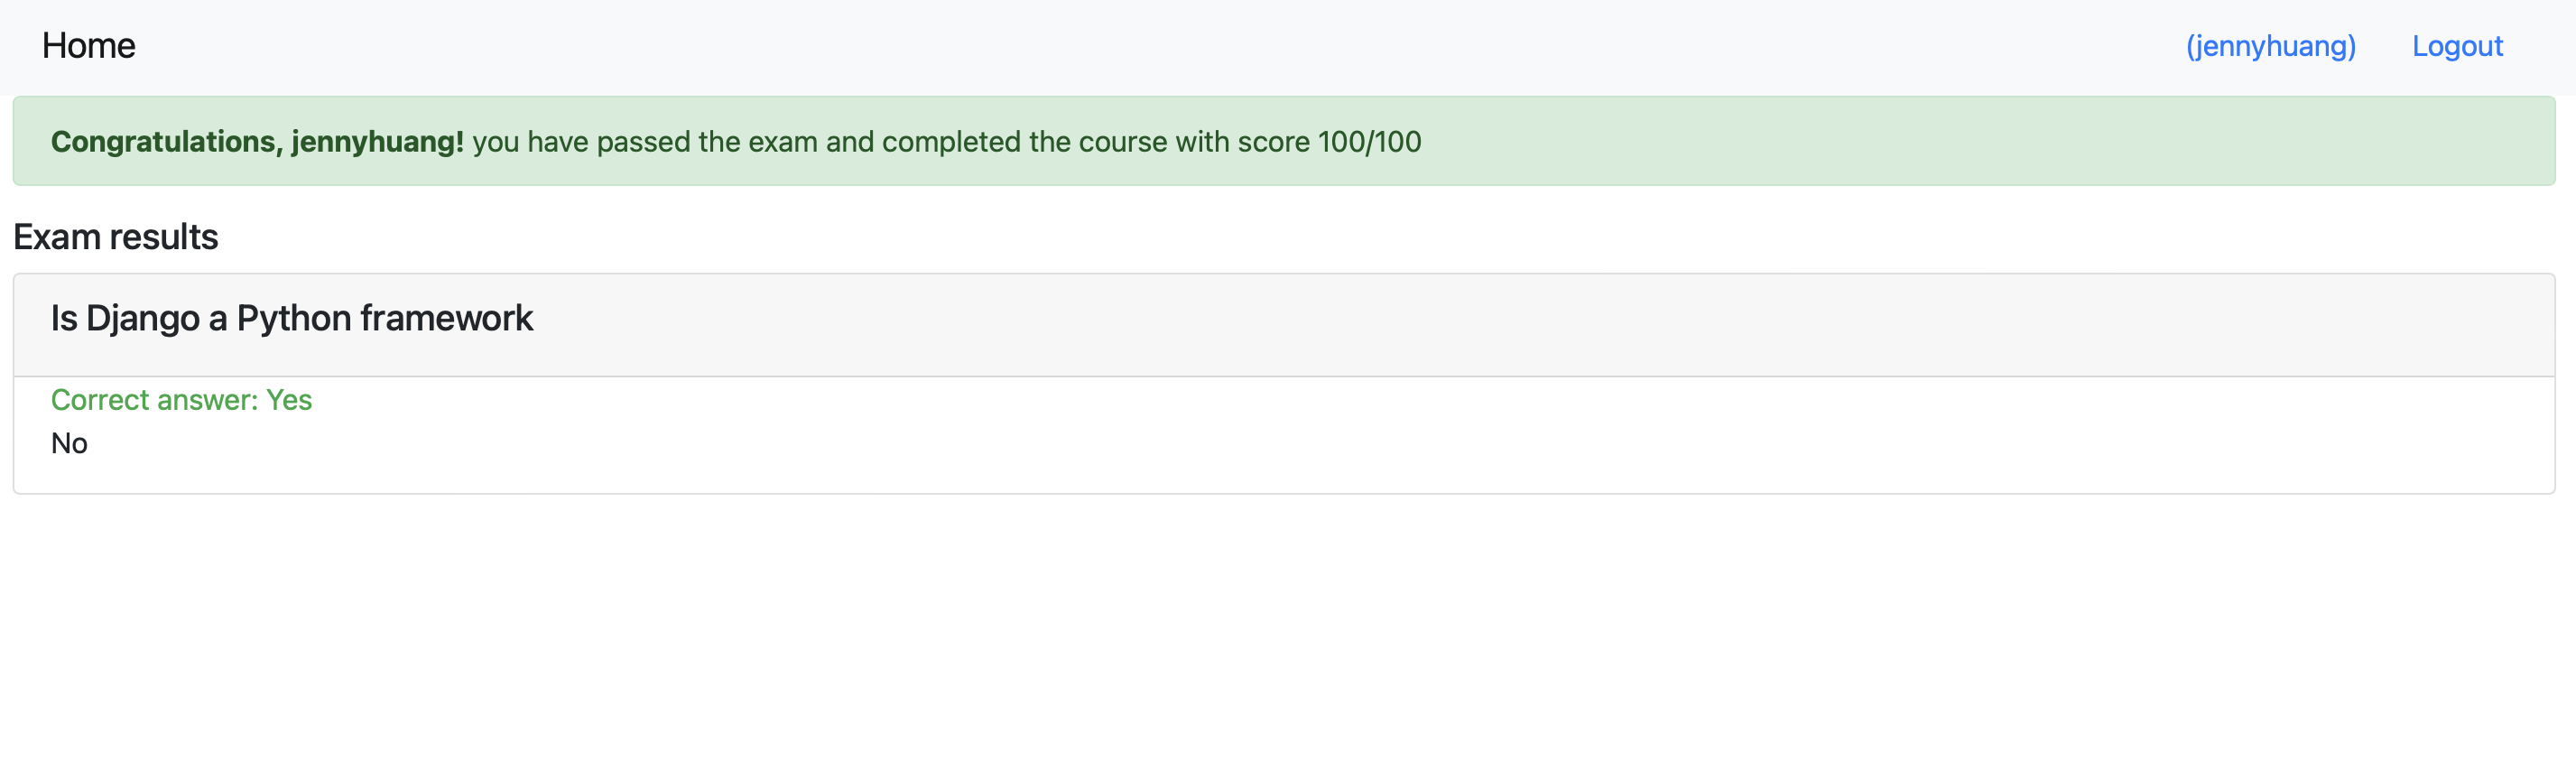 Home (jennyhuang) Logout
Congratulations, jennyhuang! you have passed the exam and completed the course with score 100/100
Exam results
Is Django a Python framework
Correct answer: Yes
No